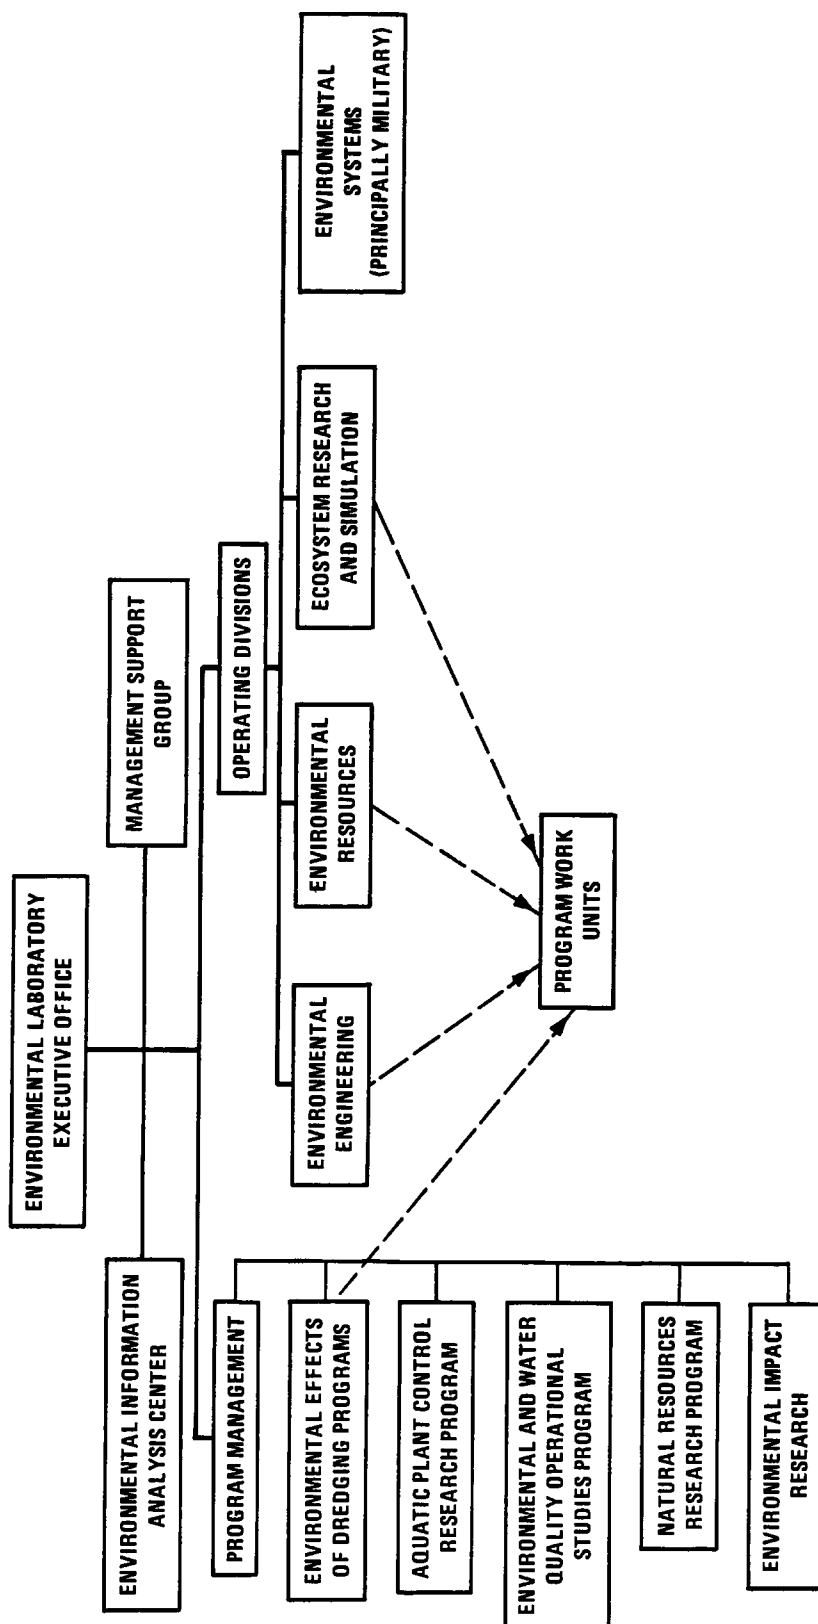 ENVIRONMENTAL LABORATORY
EXECUTIVE OFFICE
ENVIRONMENTAL INFORMATION
ANALYSIS CENTER
MANAGEMENT SUPPORT
GROUP
PROGRAM MANAGEMENT
OPERATING DIVISIONS
ENVIRONMENTAL EFFECTS
OF DREDGING PROGRAMS
AQUATIC PLANT CONTROL
RESEARCH PROGRAM
ENVIRONMENTAL AND WATER
QUALITY OPERATIONAL
STUDIES PROGRAM
NATURAL RESOURCES
RESEARCH PROGRAM
ENVIRONMENTAL IMPACT
RESEARCH
ENVIRONMENTAL
ENGINEERING
ENVIRONMENTAL
RESOURCES
ECOSYSTEM RESEARCH
AND SIMULATION
ENVIRONMENTAL
SYSTEMS
(PRINCIPALLY MILITARY)
PROGRAM WORK
UNITS